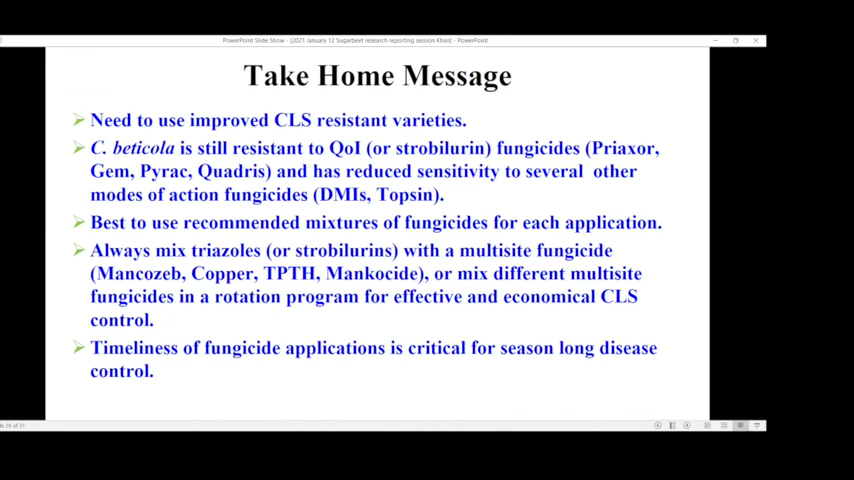 PowerPoint Slide Show - [2021 January 12 Sugarbeet research reporting session Khan] - PowerPoint
Take Home Message
Need to use improved CLS resistant varieties.
C. beticola is still resistant to QoI (or strobilurin) fungicides (Priaxor,
Gem, Pyrac, Quadris) and has reduced sensitivity to several other
modes of action fungicides (DMIs, Topsin).
Best to use recommended mixtures of fungicides for each application.
Always mix triazoles (or strobilurins) with a multisite fungicide
(Mancozeb, Copper, TPTH, Mankocide), or mix different multisite
fungicides in a rotation program for effective and economical CLS
control.
Timeliness of fungicide applications is critical for season long disease
control.
of 31